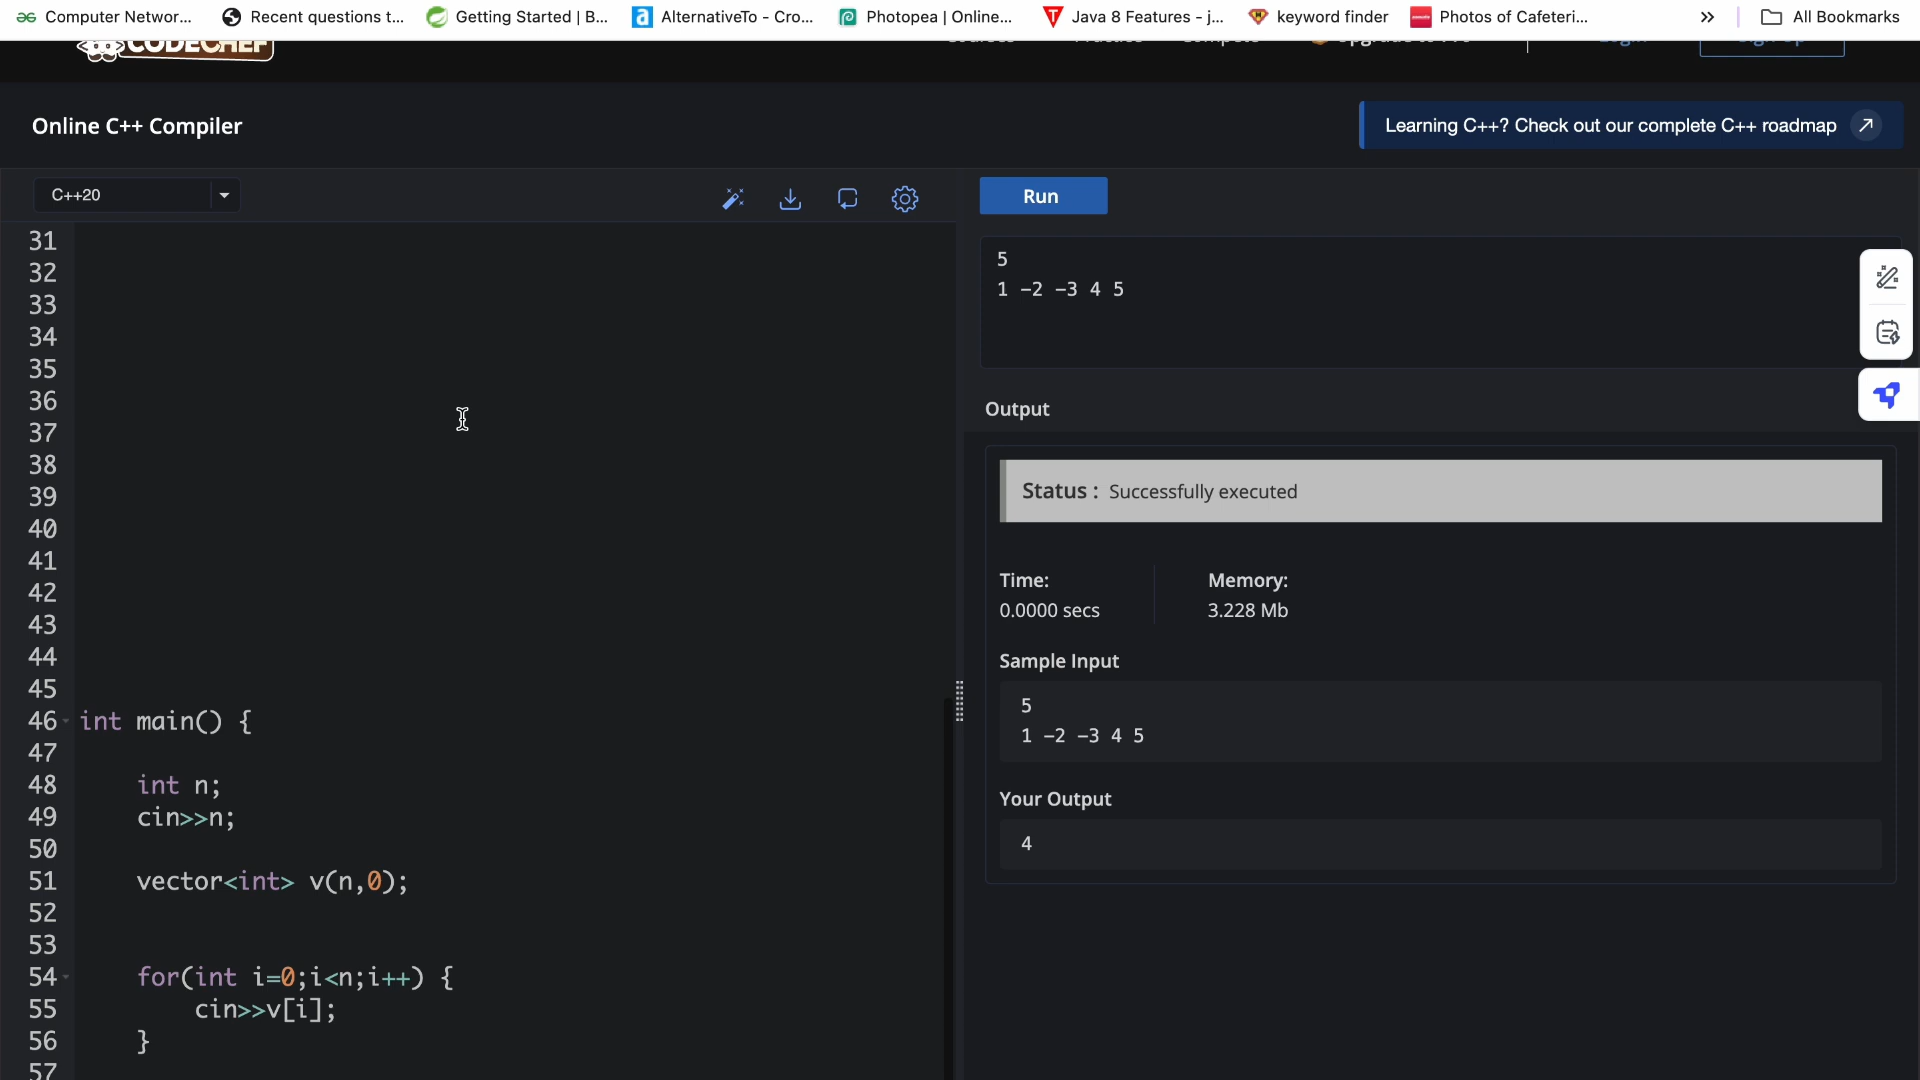 Computer Networ...
Recent questions t...
Getting Started | B...
AlternativeTo - Cro...
Photopea | Online...
Java 8 Features - j...
keyword finder
Photos of Cafeteri...
»
All Bookmarks
CODECHEF
Online C++ Compiler
Learning C++? Check out our complete C++ roadmap
C++20
Run
31
32
33
34
35
36
37
38
39
40
41
42
43
44
45
46 int main() {
47
48 int n;
49 cin>>n;
50
51 vector<int> v(n,0);
52
53
54 for(int i=0;i<n;i++) {
55 cin>>v[i];
56 }
57
5
1 -2 -3 4 5
Output
Status : Successfully executed
Time:
0.0000 secs
Memory:
3.228 Mb
Sample Input
5
1 -2 -3 4 5
Your Output
4